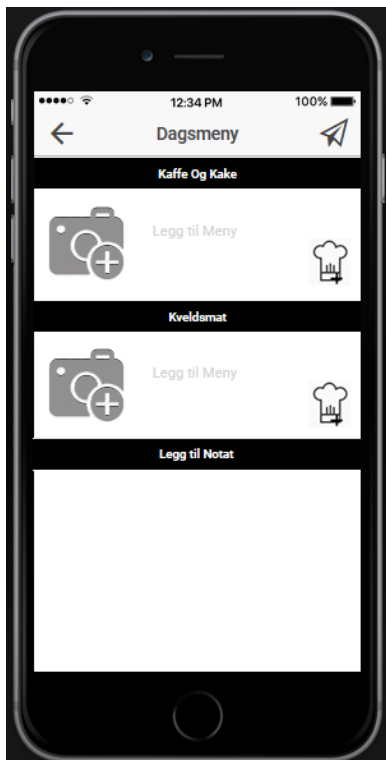 12:34 PM
100%
Dagsmeny
Kaffe Og Kake
Legg til Meny
Kveldsmat
Legg til Meny
Legg til Notat